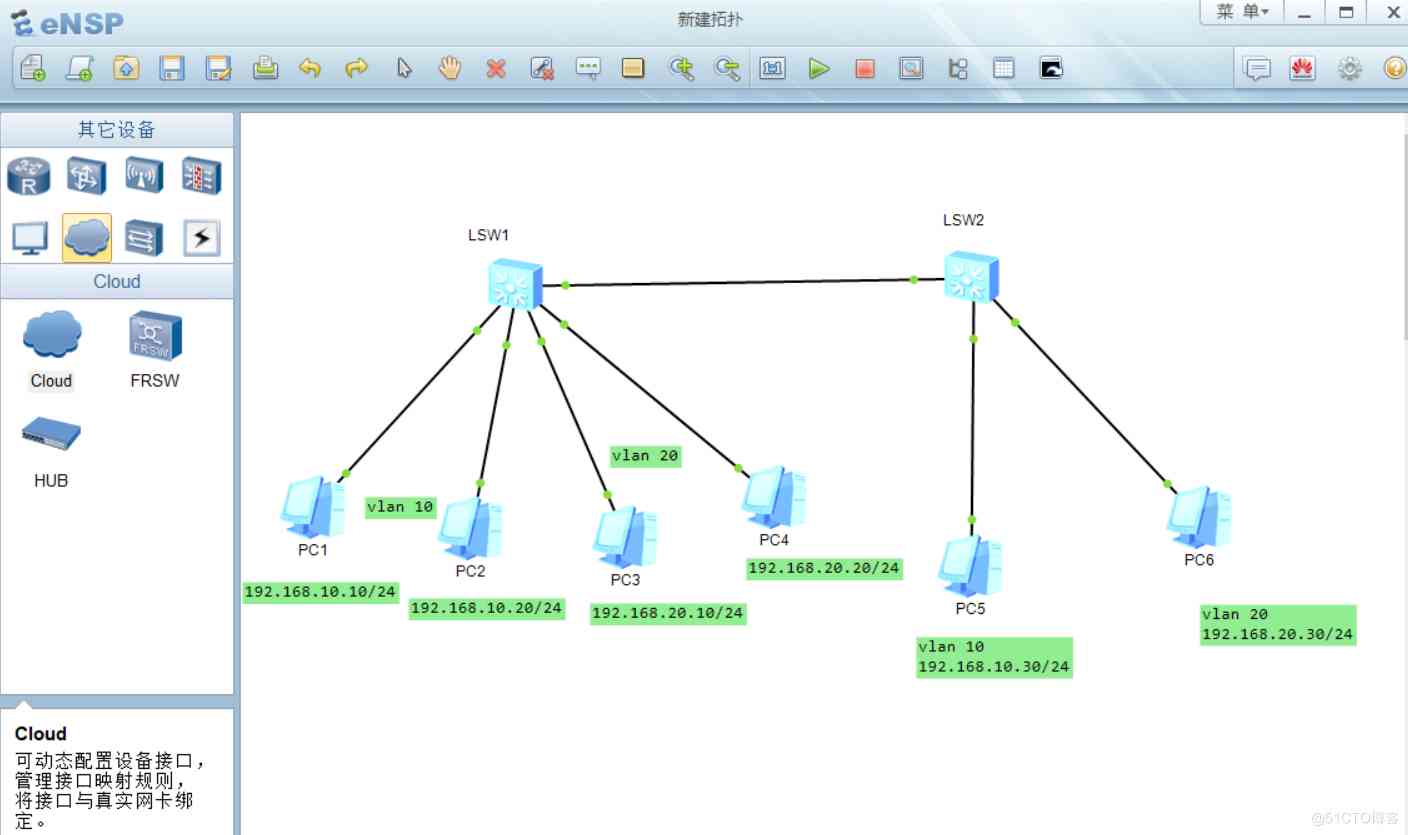 eNSP
新建拓扑
菜 单
其它设备
R
Cloud
Cloud
FRSW
FRSW
HUB
Cloud
可动态配置设备接口，
管理接口映射规则，
将接口与真实网卡绑
定。
LSW1
LSW2
vlan 20
vlan 10
PC1
PC2
PC3
PC4
PC5
PC6
192.168.10.10/24
192.168.10.20/24
192.168.20.10/24
192.168.20.20/24
vlan 10
192.168.10.30/24
vlan 20
192.168.20.30/24
@51CTO博客